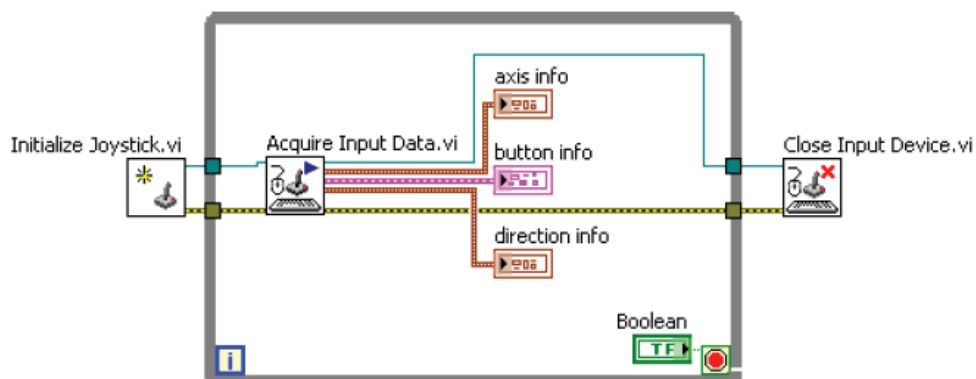 axis info
Initialize Joystick.vi
Acquire Input Data.vi
button info
Close Input Device.vi
direction info
Boolean
TF
i